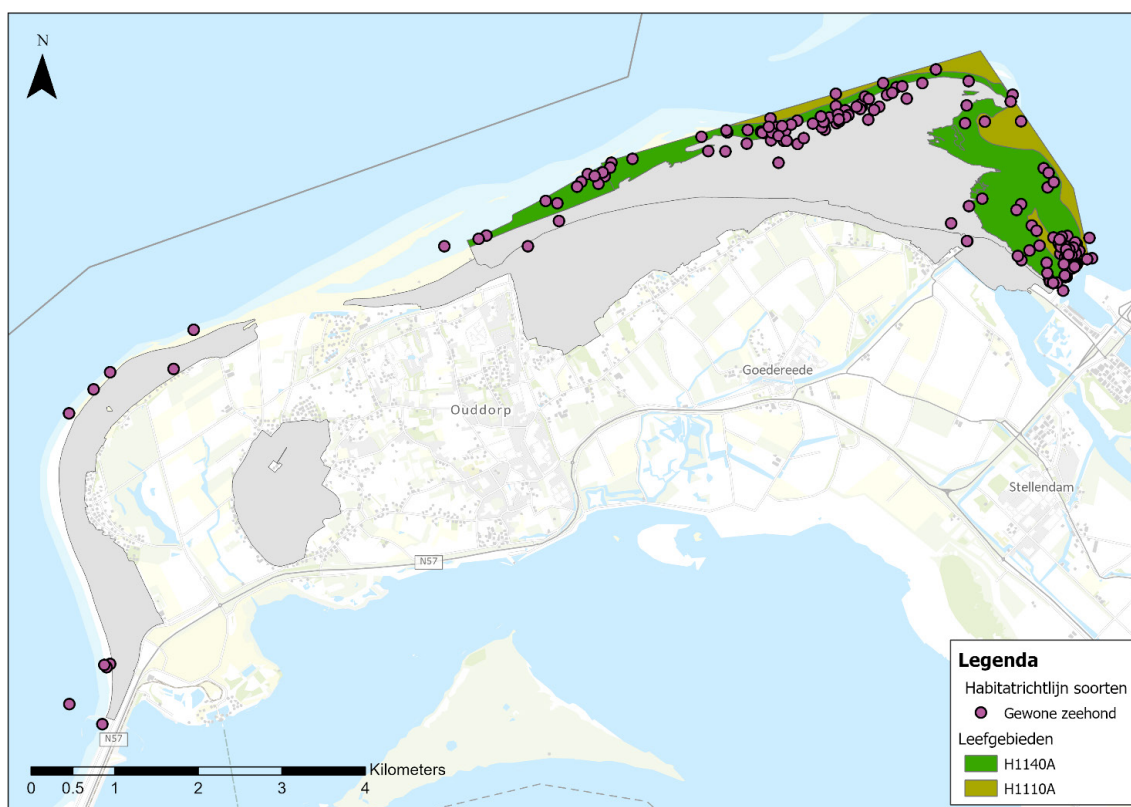 N
Goedereede
Ouddorp
Stellendam
N57
N57
Legenda
Habitatrichtlijn soorten
Gewone zeehond
Leefgebieden
H1140A
H1110A
Kilometers
0 0.5 1 2 3 4